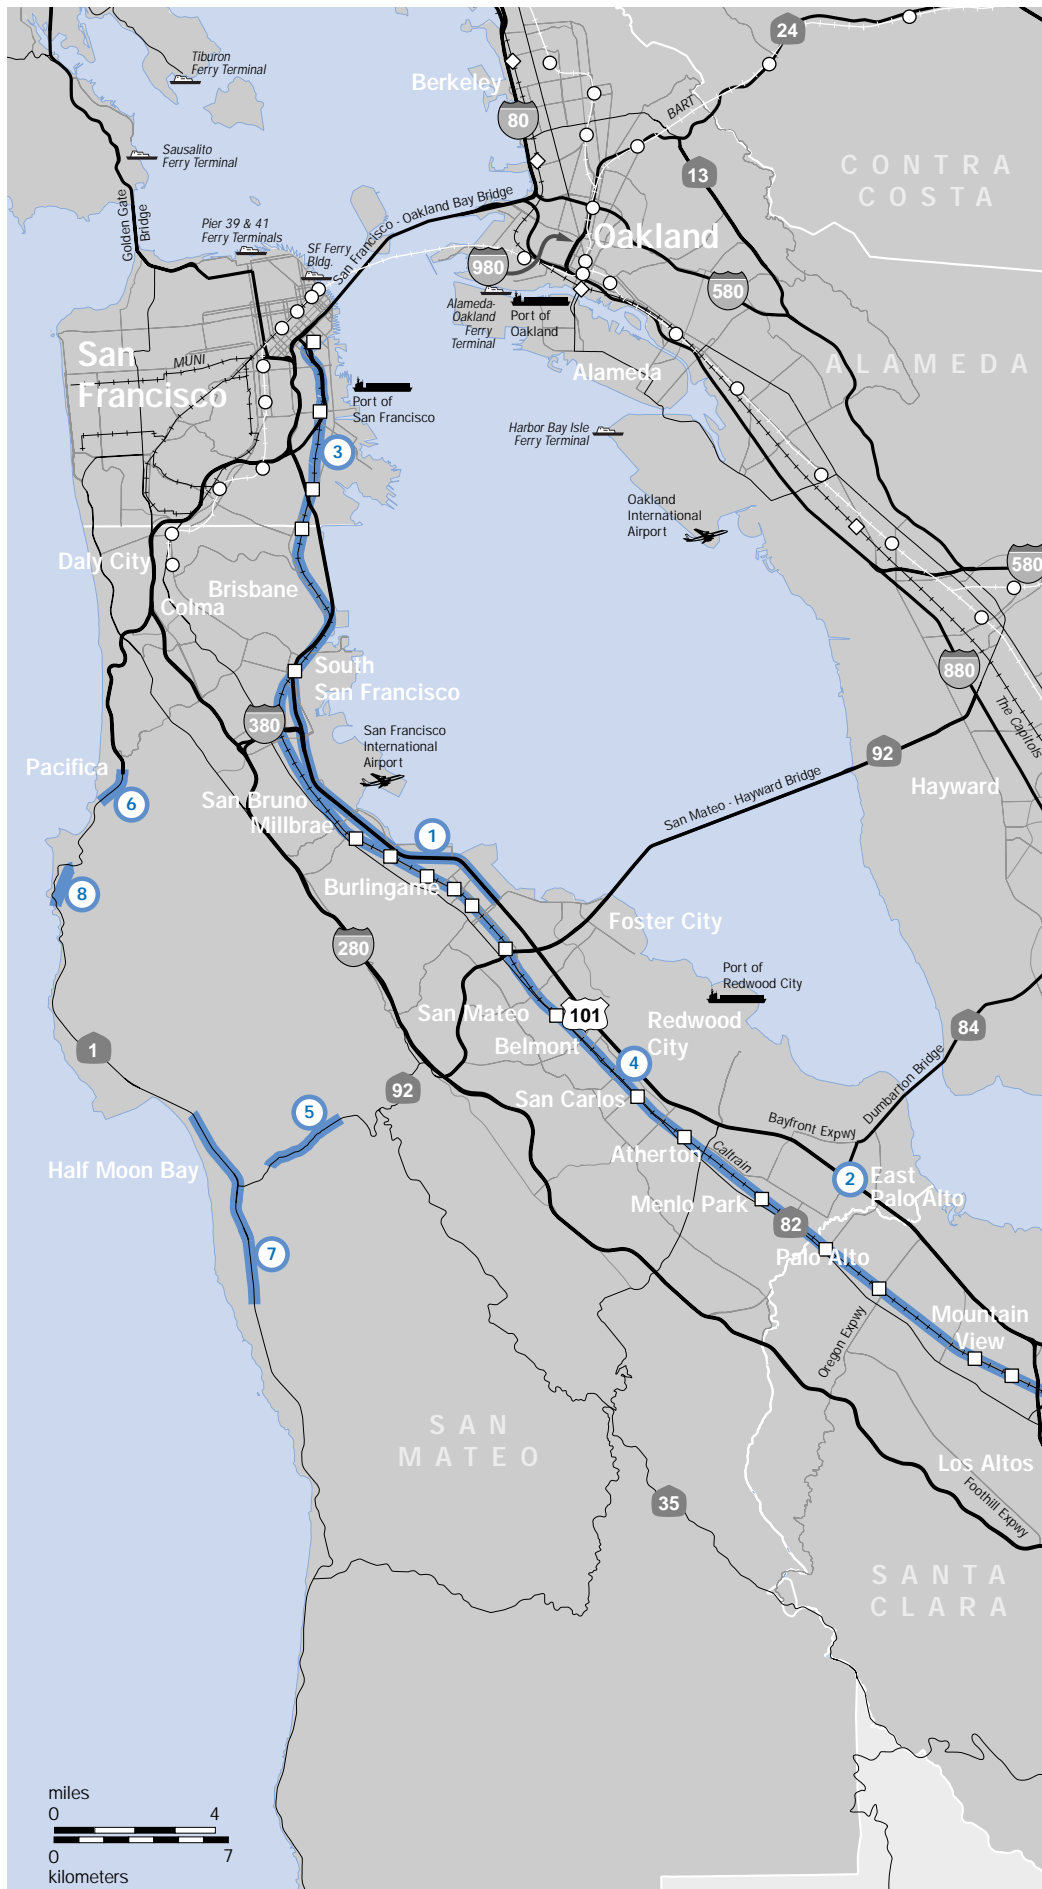 24
Tiburon
Ferry Terminal
Berkeley
80
BART
Sausalito
Ferry Terminal
CONTRA
COSTA
13
Golden Gate
Bridge
San Francisco - Oakland Bay Bridge
Pier 39 & 41
Ferry Terminals
SF Ferry
Bldg.
Oakland
980
580
Alameda-
Oakland
Ferry
Terminal
Port of
Oakland
San
Francisco
MUNI
ALAMEDA
Alameda
Port of
San Francisco
Harbor Bay Isle
Ferry Terminal
3
Oakland
International
Airport
Daly City
580
Brisbane
Colma
South
San Francisco
880
The Capitols
380
San Francisco
International
Airport
92
Pacifica
6
San Bruno
Millbrae
San Mateo - Hayward Bridge
Hayward
1
8
Burlingame
Foster City
280
Port of
Redwood City
San Mateo
101
Redwood
City
84
1
Belmont
4
Dumbarton Bridge
92
San Carlos
5
Bayfront Expwy
Half Moon Bay
Atherton
Caltrain
2
East
Palo Alto
Menlo Park
82
7
Palo Alto
Mountain
View
Oregon Expwy
SAN
MATEO
Los Altos
35
Foothill Expwy
SANTA
CLARA
miles
0 4
0 7
kilometers